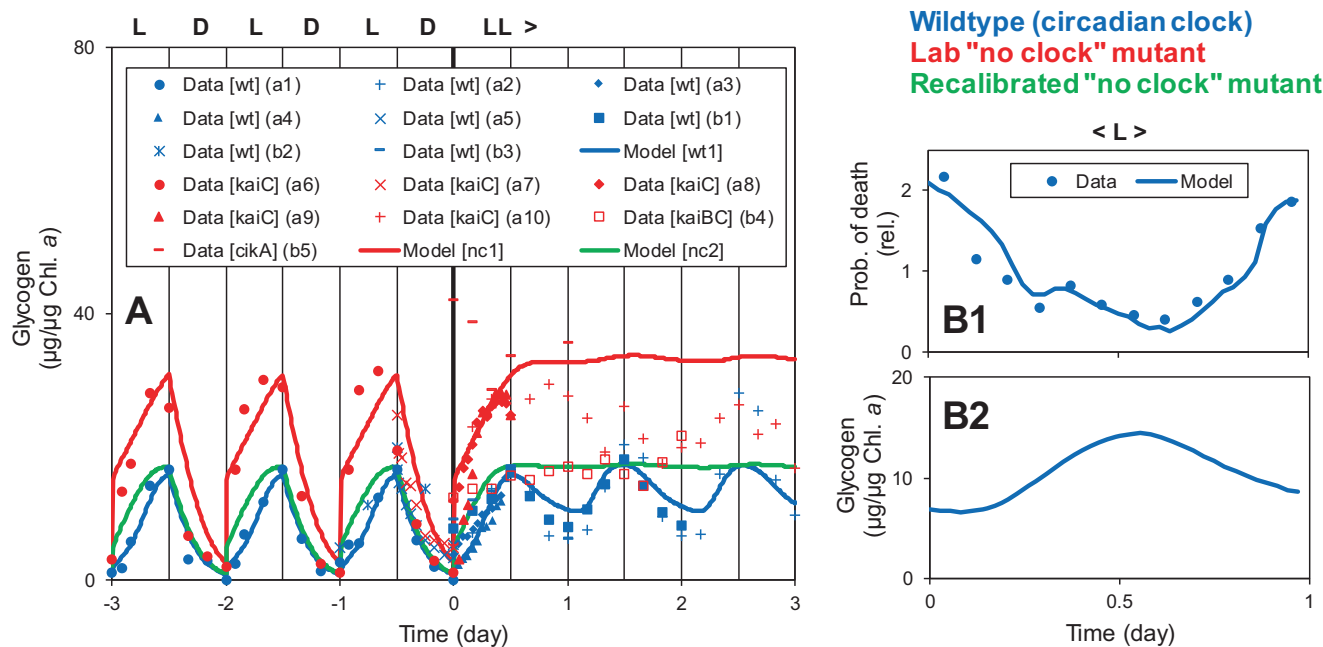 L D L D L D LL >
A
80
40
0
Glycogen
(µg/µg Chl. a)
Data [wt] (a1) Data [wt] (a2) Data [wt] (a3)
Data [wt] (a4) Data [wt] (a5) Data [wt] (b1)
Data [wt] (b2) Data [wt] (b3) Model [wt1]
Data [kaiC] (a6) Data [kaiC] (a7) Data [kaiC] (a8)
Data [kaiC] (a9) Data [kaiC] (a10) Data [kaiBC] (b4)
Data [cikA] (b5) Model [nc1] Model [nc2]
-3 -2 -1 0 1 2 3
Time (day)
Wildtype (circadian clock)
Lab "no clock" mutant
Recalibrated "no clock" mutant
< L >
Data Model
B1
2
1
0
Prob. of death
(rel.)
B2
20
10
0
Glycogen
(µg/µg Chl. a)
0 0.5 1
Time (day)